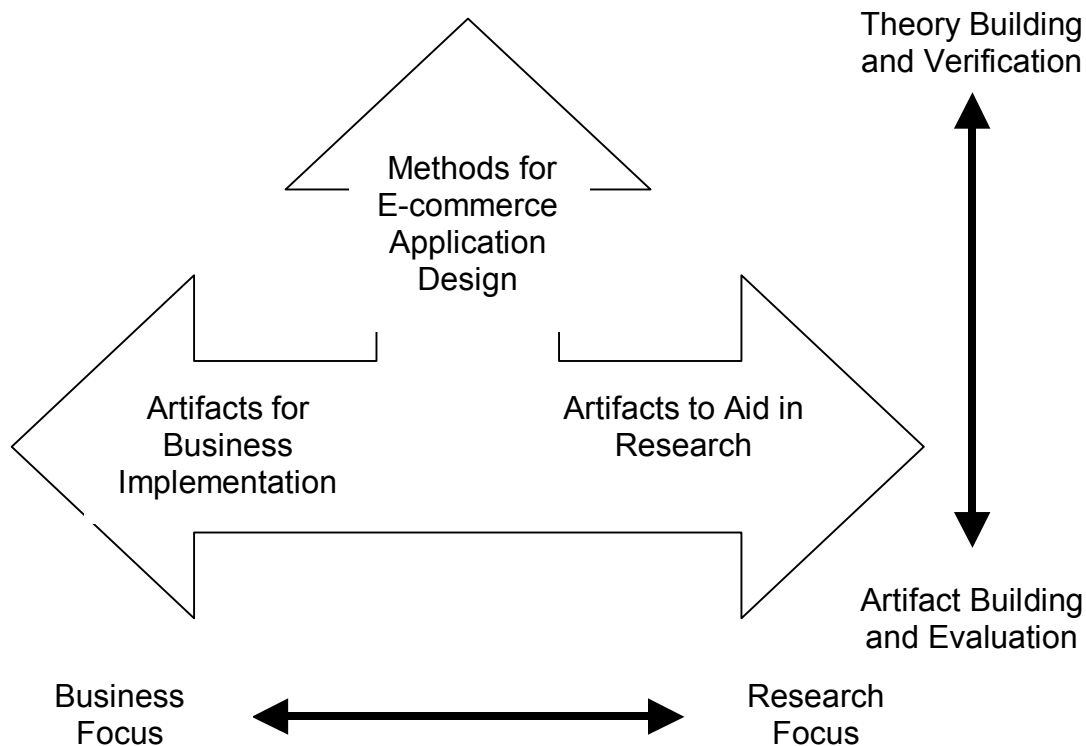 Theory Building
and Verification
Methods for
E-commerce
Application
Design
Artifacts for
Business
Implementation
Artifacts to Aid in
Research
Artifact Building
and Evaluation
Business
Focus
Research
Focus